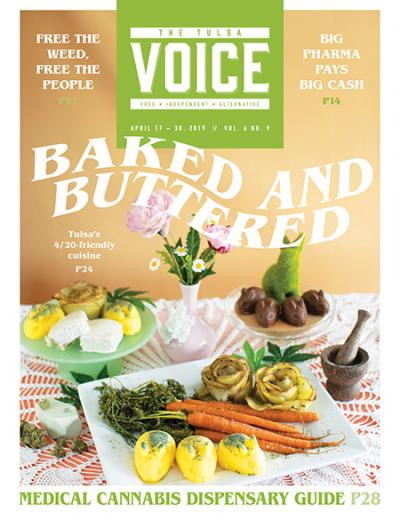 FREE THE
WEED,
FREE THE
PEOPLE
P12
THE TULSA
VOICE
FREE • INDEPENDENT • ALTERNATIVE
APRIL 17 – 30, 2019 // VOL. 6 NO. 9
BIG
PHARMA
PAYS
BIG CASH
P14
BAKED AND
BUTTERED
Tulsa's
4/20-friendly
cuisine
P24
MEDICAL CANNABIS DISPENSARY GUIDE P28